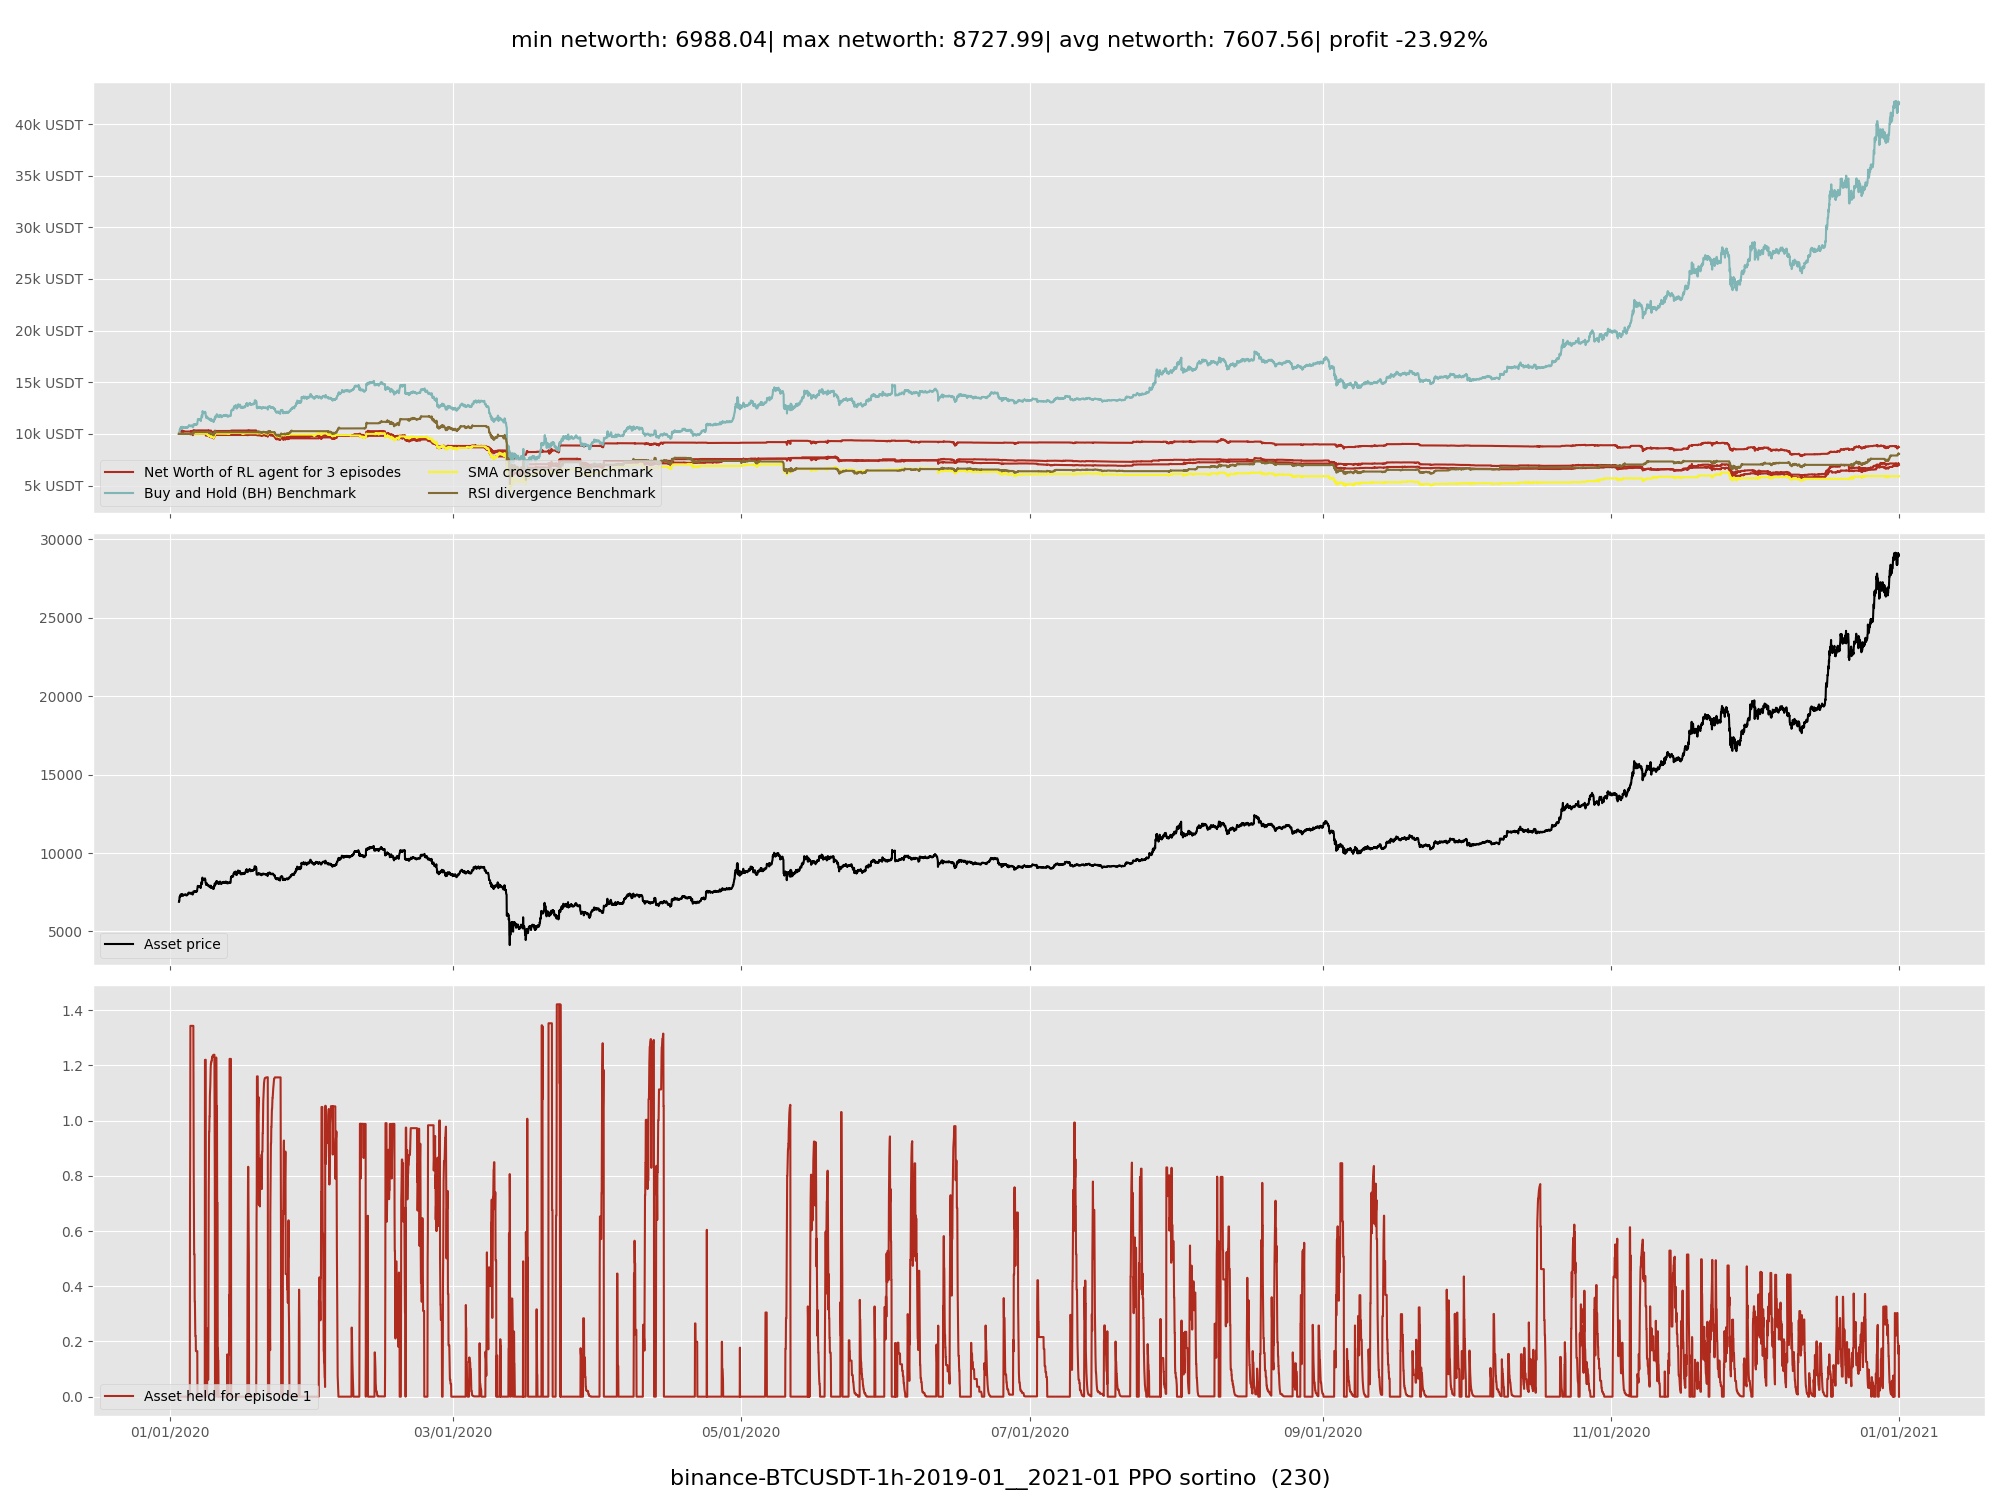 min networth: 6988.04| max networth: 8727.99| avg networth: 7607.56| profit -23.92%
40k USDT
35k USDT
30k USDT
25k USDT
20k USDT
15k USDT
10k USDT
5k USDT
Net Worth of RL agent for 3 episodes
Buy and Hold (BH) Benchmark
SMA crossover Benchmark
RSI divergence Benchmark
30000
25000
20000
15000
10000
5000
Asset price
1.4
1.2
1.0
0.8
0.6
0.4
0.2
0.0
Asset held for episode 1
01/01/2020 03/01/2020 05/01/2020 07/01/2020 09/01/2020 11/01/2020 01/01/2021
binance-BTCUSDT-1h-2019-01__2021-01 PPO sortino (230)